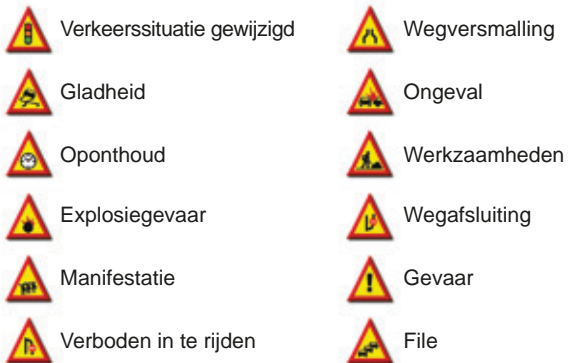 Verkeerssituatie gewijzigd
Gladheid
Oponthoud
Explosiegevaar
Manifestatie
Verboden in te rijden
Wegversmalling
Ongeval
Werkzaamheden
Wegafsluiting
Gevaar
File